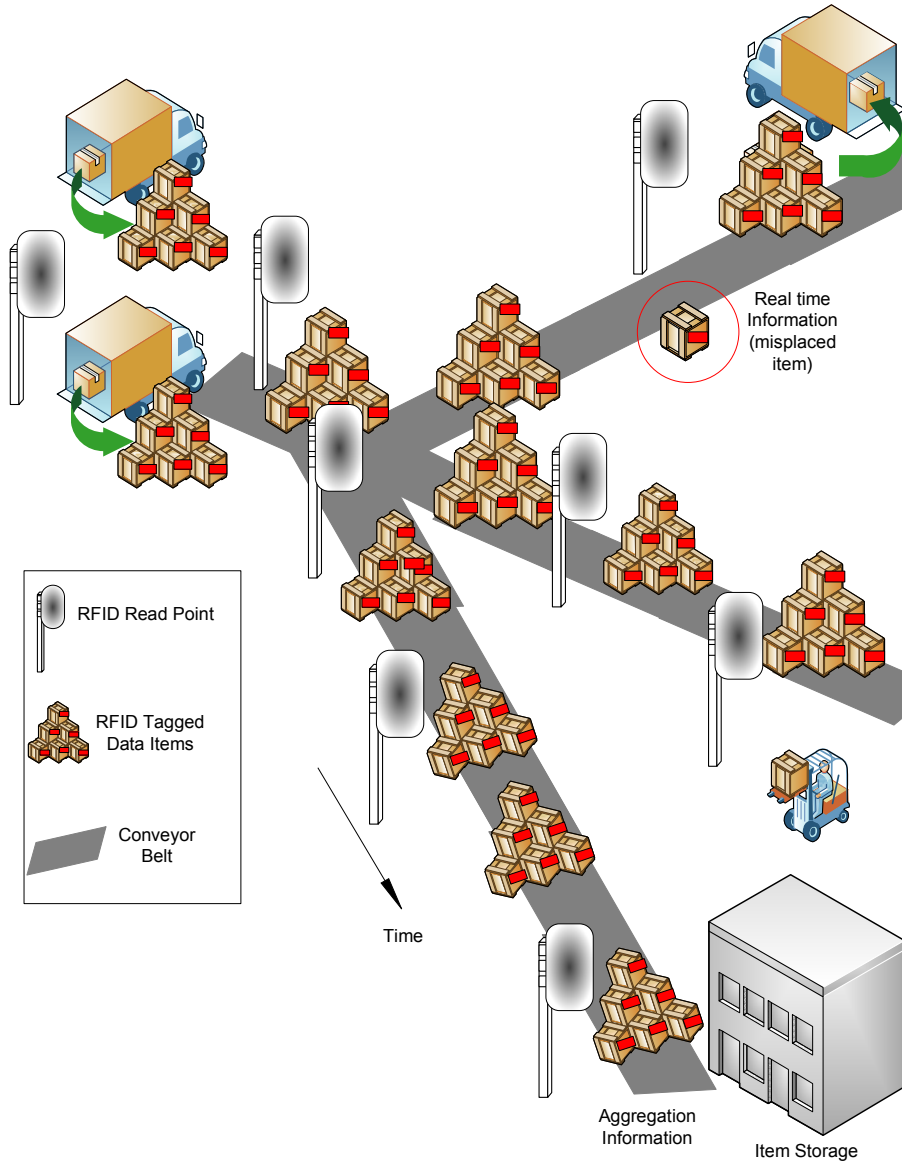 Real time
Information
(misplaced
item)
RFID Read Point
RFID Tagged
Data Items
Conveyor
Belt
Time
Aggregation
Information
Item Storage